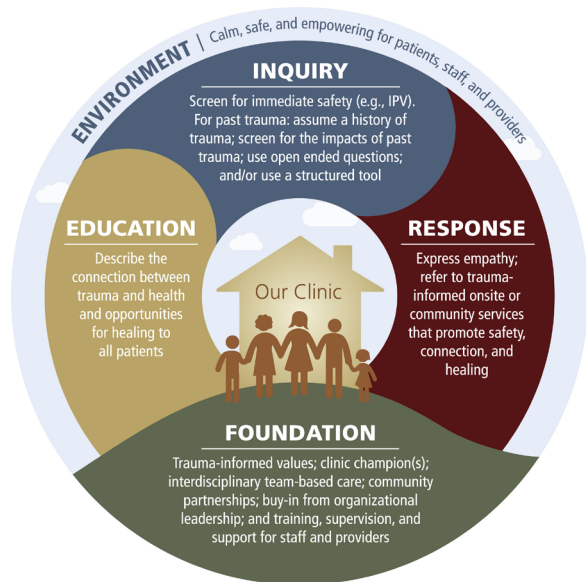 ENVIRONMENT | Calm, safe, and empowering for patients, staff, and providers
INQUIRY
Screen for immediate safety (e.g., IPV).
For past trauma: assume a history of
trauma; screen for the impacts of past
trauma; use open ended questions;
and/or use a structured tool
EDUCATION
Describe the
connection between
trauma and health
and opportunities
for healing to
all patients
RESPONSE
Express empathy;
refer to trauma-
informed onsite or
community services
that promote safety,
connection, and
healing
Our Clinic
FOUNDATION
Trauma-informed values; clinic champion(s);
interdisciplinary team-based care; community
partnerships; buy-in from organizational
leadership; and training, supervision, and
support for staff and providers